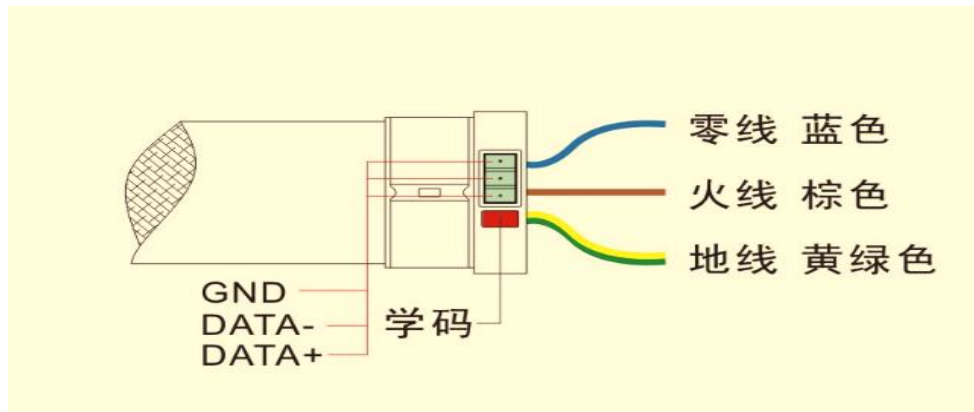 零线 蓝色
火线 棕色
地线 黄绿色
GND
DATA-
DATA+
学码